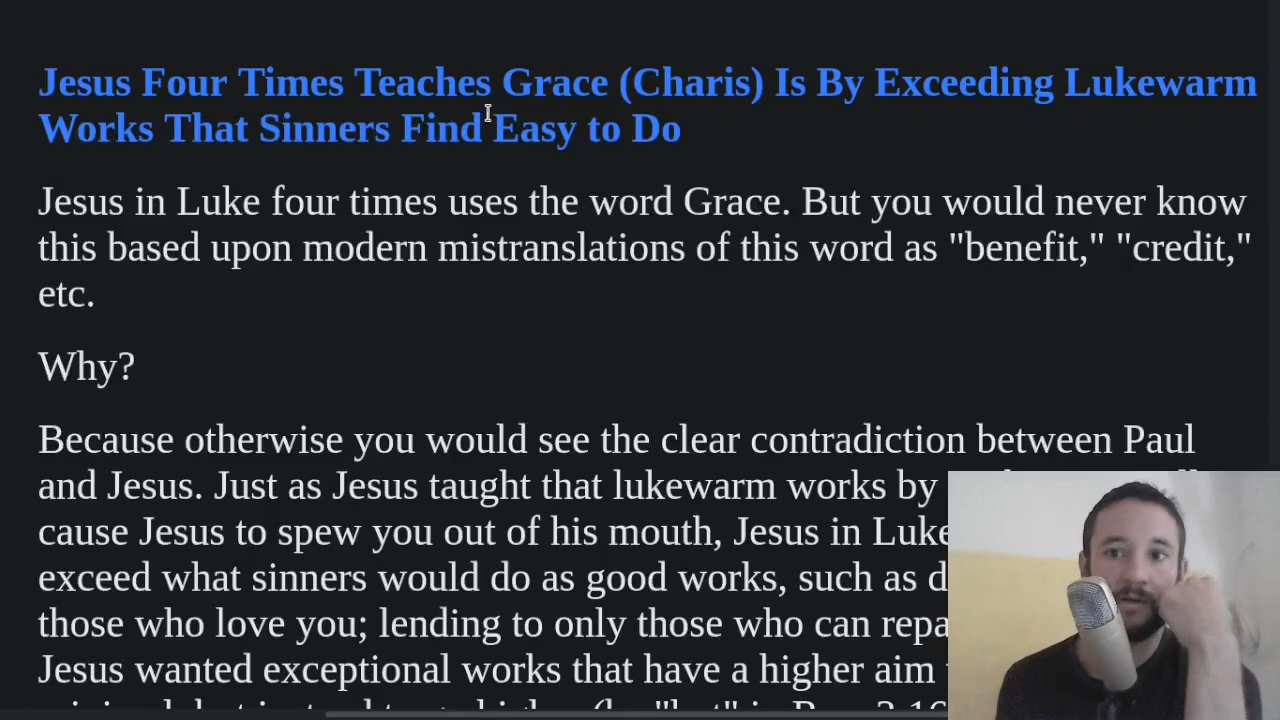 Jesus Four Times Teaches Grace (Charis) Is By Exceeding Lukewarm
Works That Sinners Find Easy to Do
Jesus in Luke four times uses the word Grace. But you would never know
this based upon modern mistranslations of this word as "benefit," "credit,"
etc.
Why?
Because otherwise you would see the clear contradiction between Paul
and Jesus. Just as Jesus taught that lukewarm works by
cause Jesus to spew you out of his mouth, Jesus in Luke
exceed what sinners would do as good works, such as
those who love you; lending to only those who can
Jesus wanted exceptional works that have a higher aim